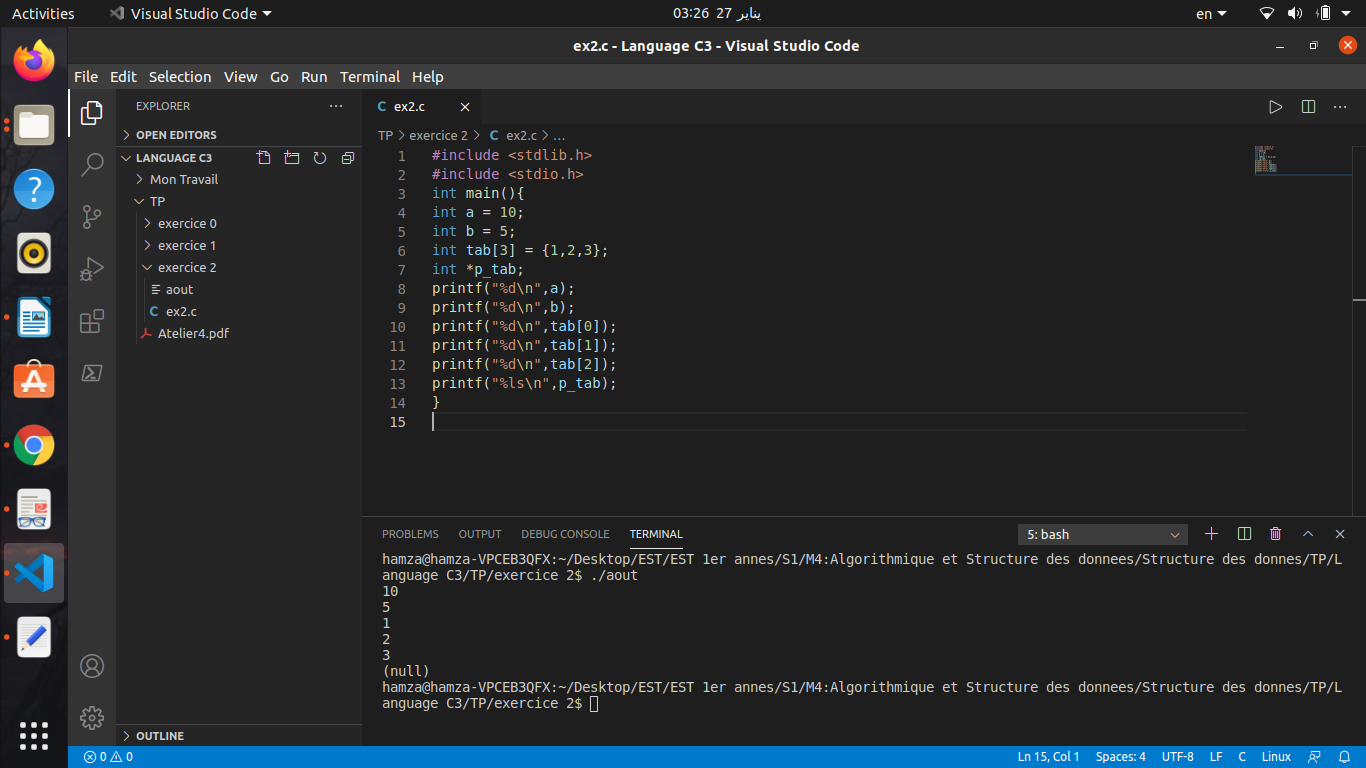 Activities Visual Studio Code 03:26 27 يناير en
ex2.c - Language C3 - Visual Studio Code
File Edit Selection View Go Run Terminal Help
EXPLORER
OPEN EDITORS
LANGUAGE C3
Mon Travail
TP
exercice 0
exercice 1
exercice 2
aout
C ex2.c
Atelier4.pdf
OUTLINE
C ex2.c
TP > exercice 2 > C ex2.c > ...
1 #include <stdlib.h>
2 #include <stdio.h>
3 int main(){
4 int a = 10;
5 int b = 5;
6 int tab[3] = {1,2,3};
7 int *p_tab;
8 printf("%d\n",a);
9 printf("%d\n",b);
10 printf("%d\n",tab[0]);
11 printf("%d\n",tab[1]);
12 printf("%d\n",tab[2]);
13 printf("%ls\n",p_tab);
14 }
15
PROBLEMS OUTPUT DEBUG CONSOLE TERMINAL 5: bash
hamza@hamza-VPCEB3QFX:~/Desktop/EST/EST 1er annes/S1/M4:Algorithmique et Structure des donnees/Structure des donnes/TP/L
anguage C3/TP/exercice 2$ ./aout
10
5
1
2
3
(null)
hamza@hamza-VPCEB3QFX:~/Desktop/EST/EST 1er annes/S1/M4:Algorithmique et Structure des donnees/Structure des donnes/TP/L
anguage C3/TP/exercice 2$
0 0 Ln 15, Col 1 Spaces: 4 UTF-8 LF C Linux